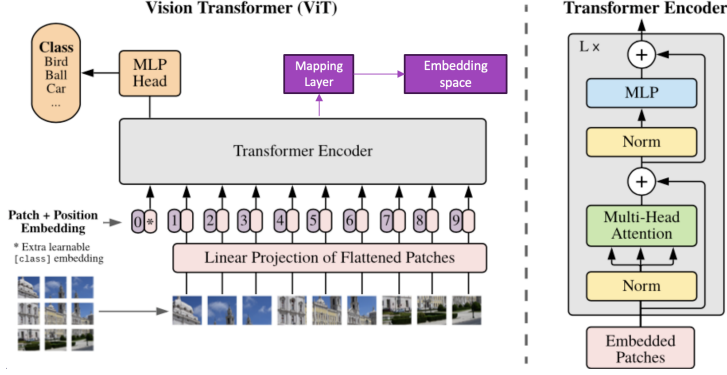 Vision Transformer (ViT)
Class
Bird
Ball
Car
...
MLP
Head
Mapping
Layer
Embedding
space
Transformer Encoder
Patch + Position
Embedding
0 * 1 2 3 4 5 6 7 8 9
* Extra learnable
[class] embedding
Linear Projection of Flattened Patches
Transformer Encoder
L x
+
MLP
Norm
+
Multi-Head
Attention
Norm
Embedded
Patches